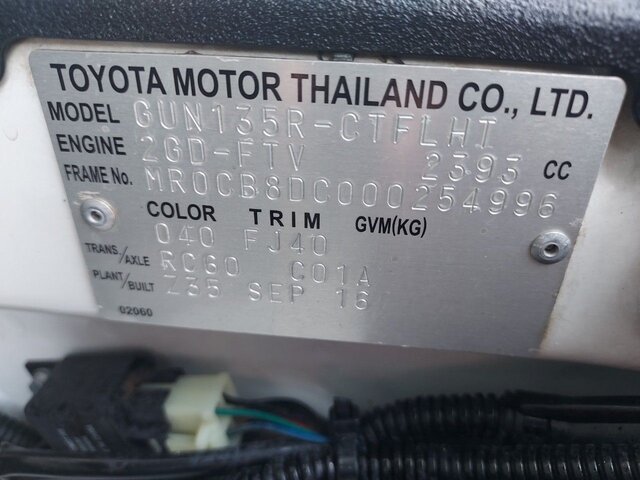 TOYOTA MOTOR THAILAND CO., LTD.
MODEL GUN135R-CTFLHT
ENGINE 2GD-FTV 2393 CC
FRAME No. MR0CB8DC000254996
COLOR TRIM GVM(KG)
040 FJ40
TRANS/AXLE RC60 C01A
PLANT/BUILT Z35 SEP 16
02060